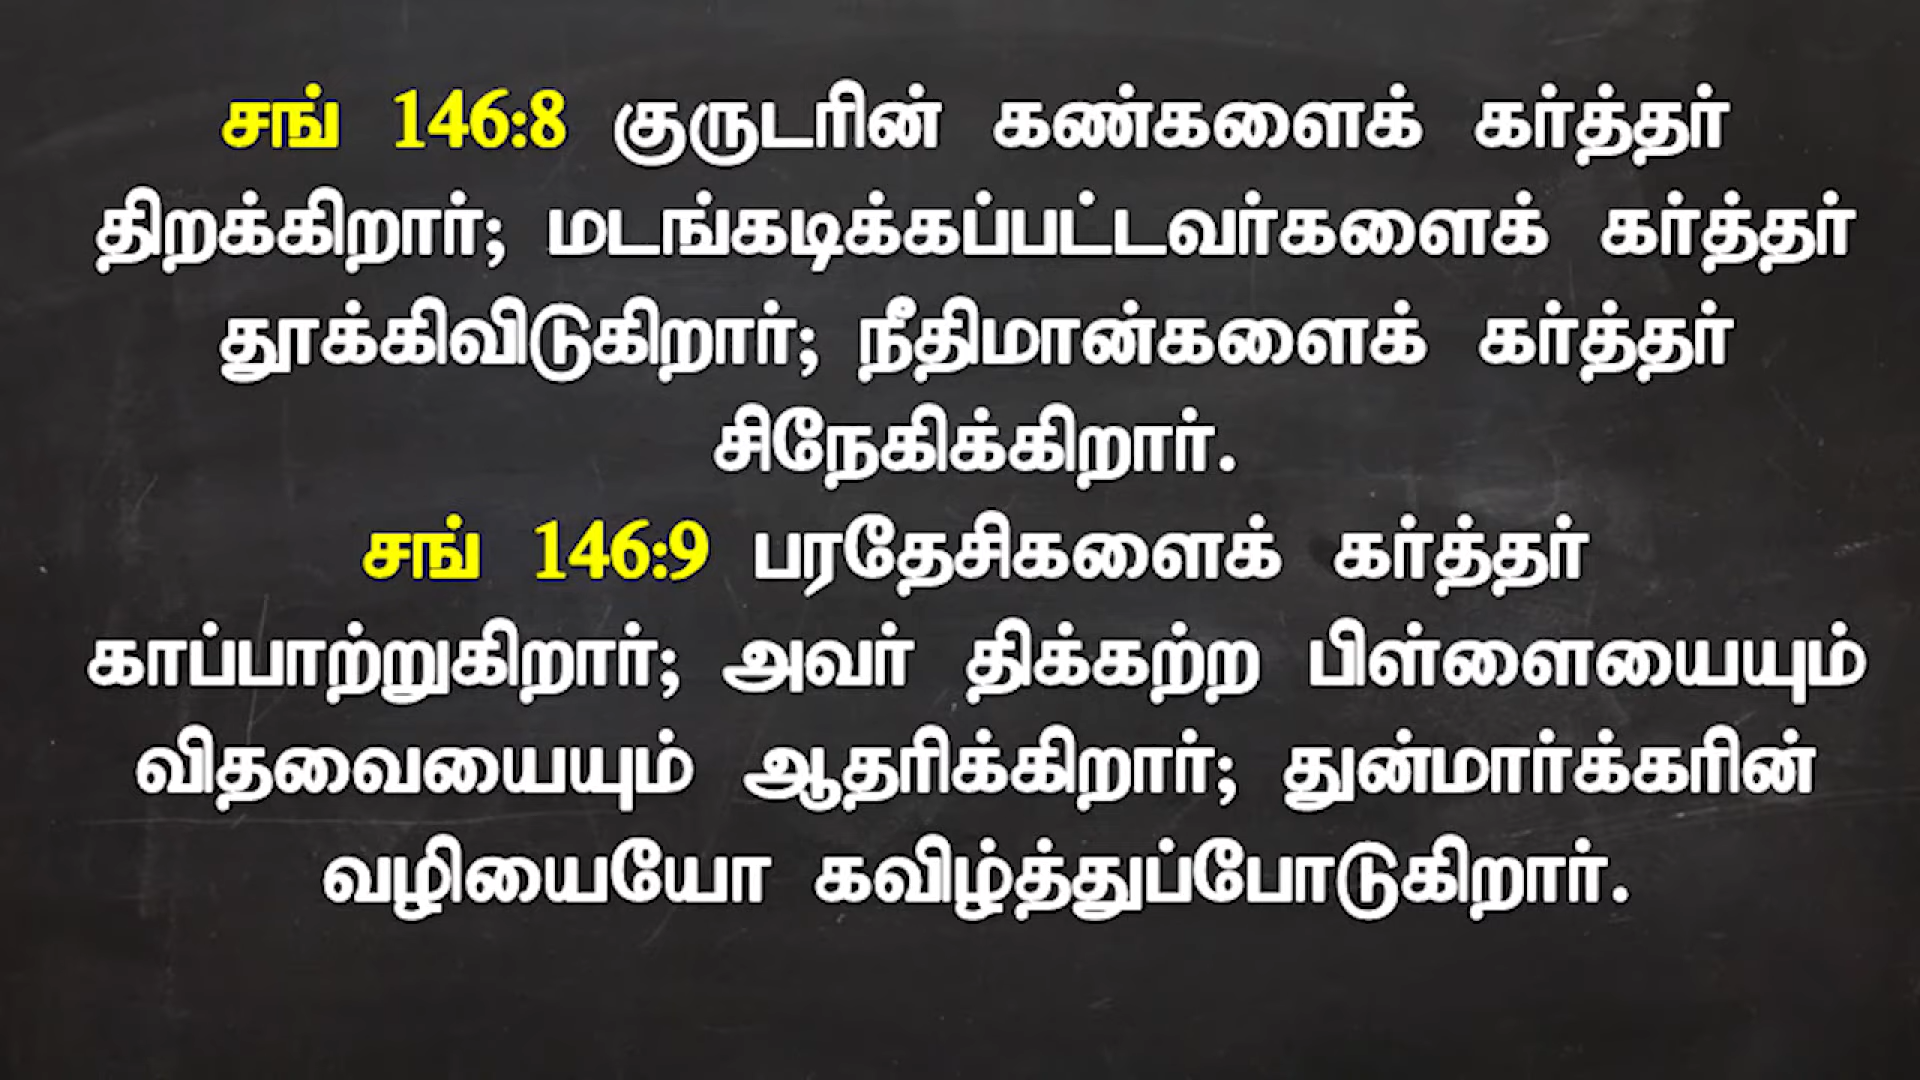 சங் 146:8 குருடரின் கண்களைக் கர்த்தர்
திறக்கிறார்; மடங்கடிக்கப்பட்டவர்களைக் கர்த்தர்
தூக்கிவிடுகிறார்; நீதிமான்களைக் கர்த்தர்
சிநேகிக்கிறார்.
சங் 146:9 பரதேசிகளைக் கர்த்தர்
காப்பாற்றுகிறார்; அவர் திக்கற்ற பிள்ளையையும்
விதவையையும் ஆதரிக்கிறார்; துன்மார்க்கரின்
வழியையோ கவிழ்த்துப்போடுகிறார்.